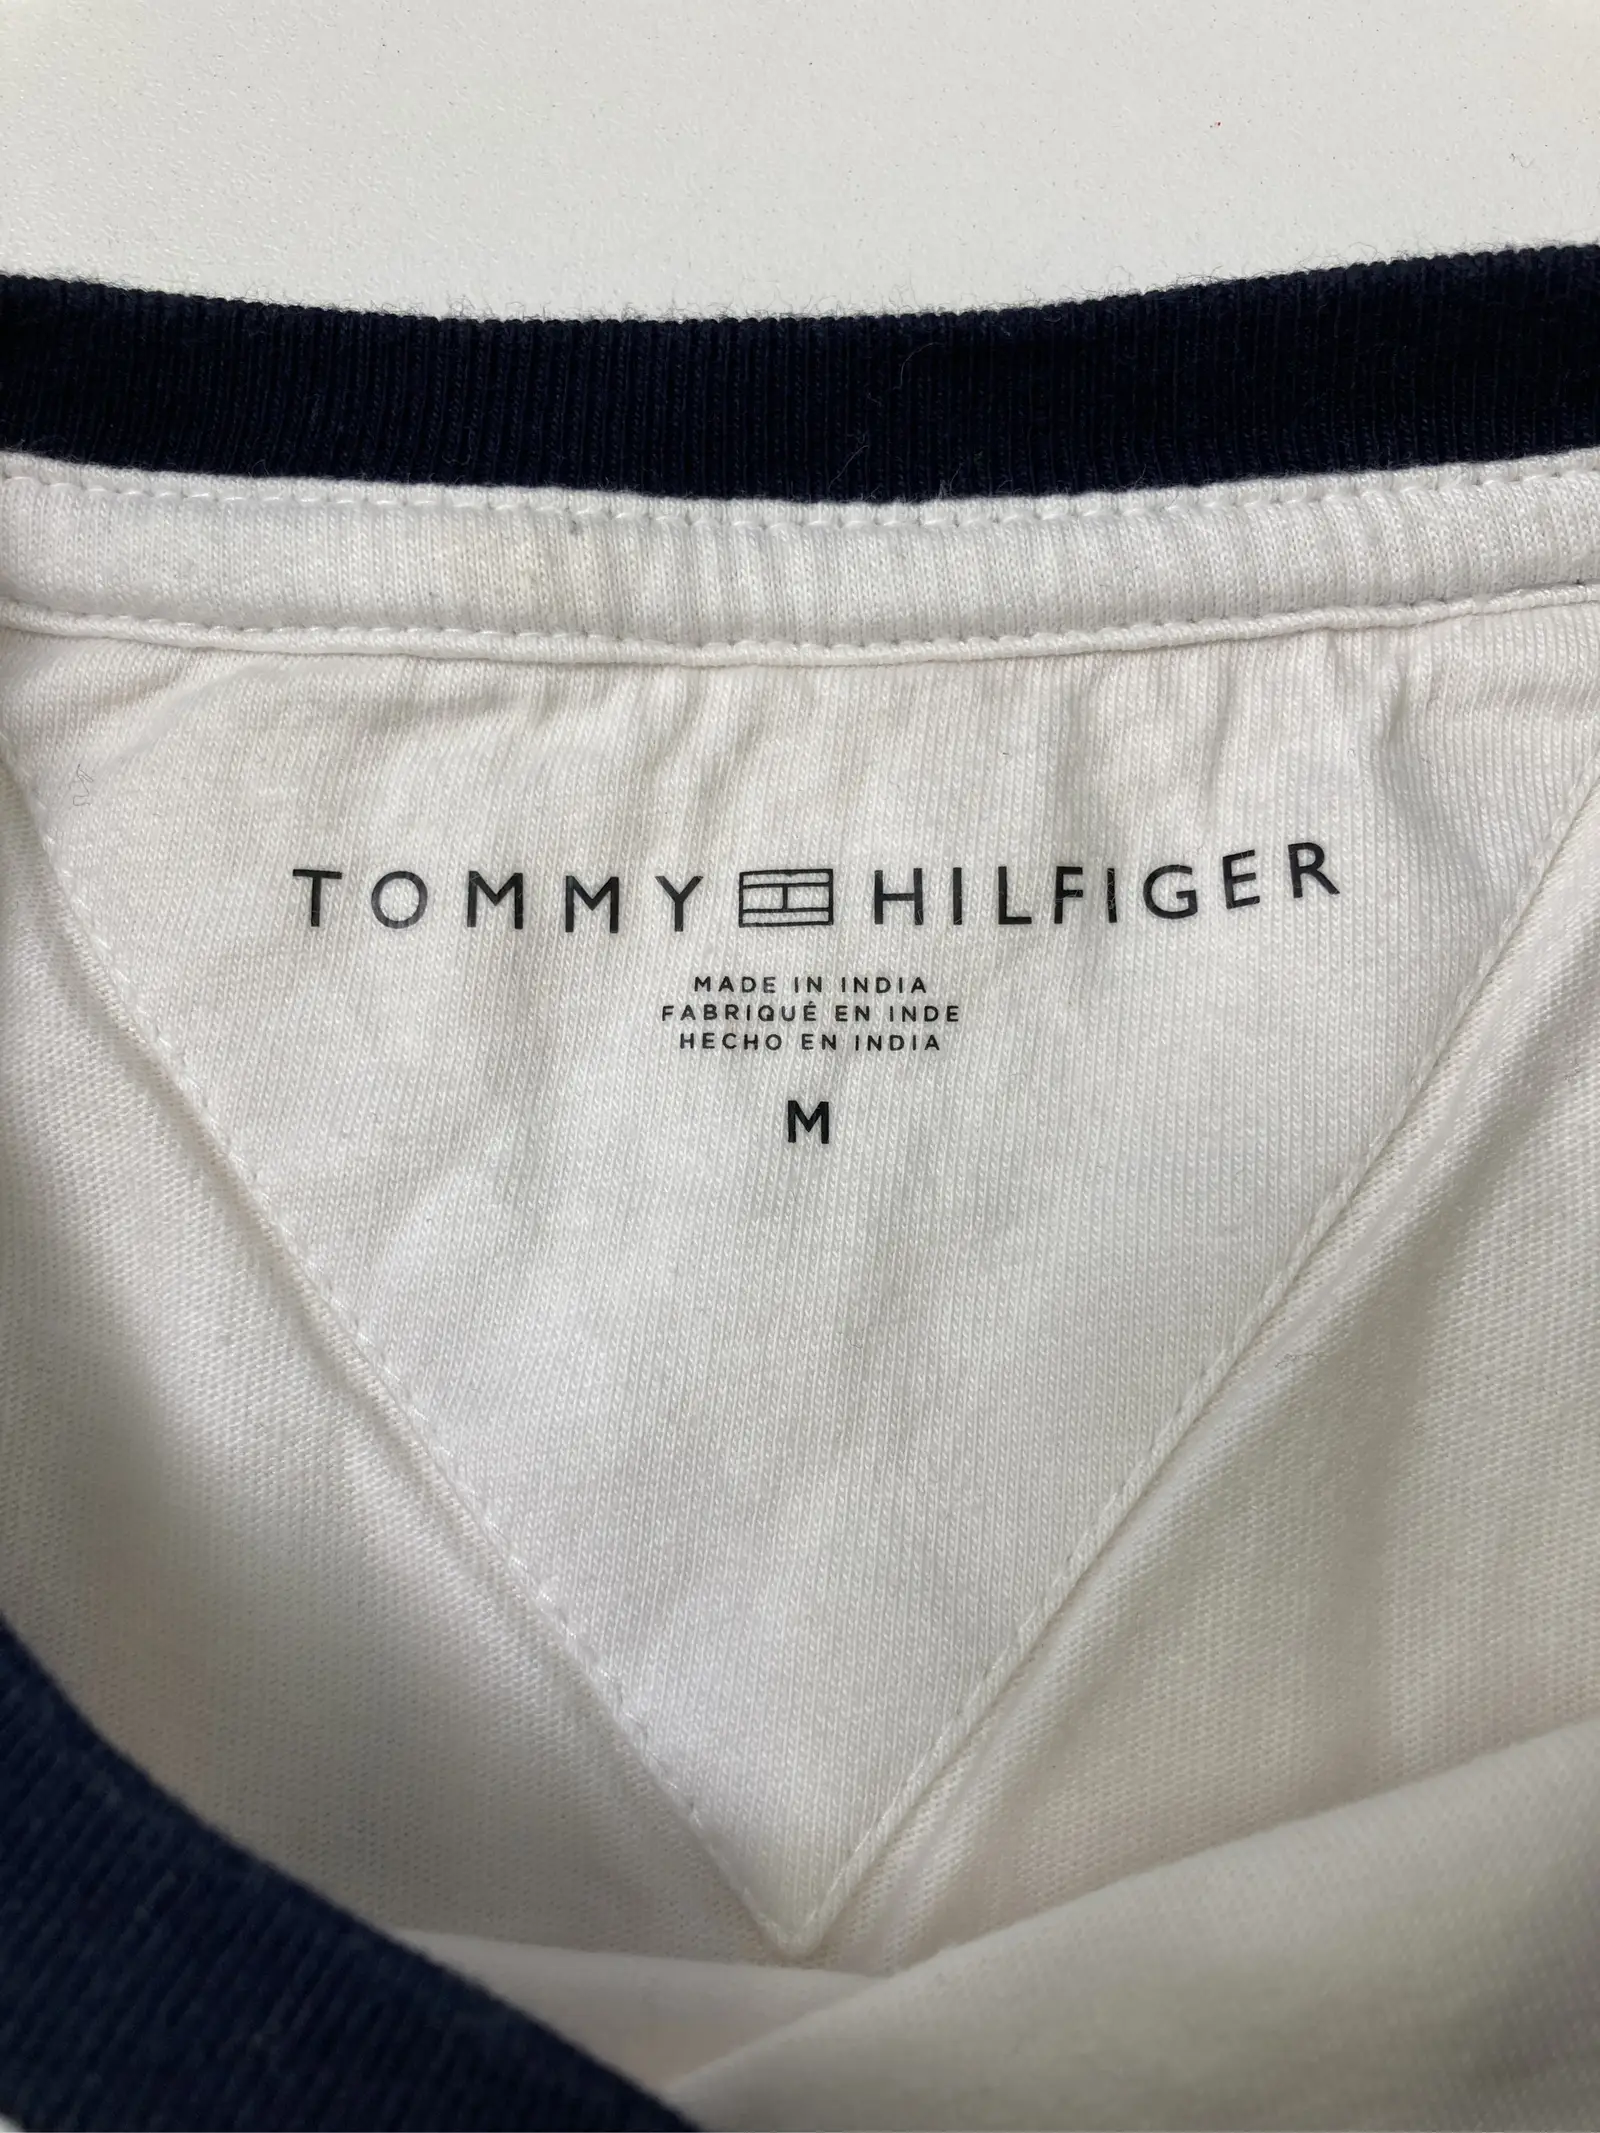 TOMMY HILFIGER
MADE IN INDIA
FABRIQUÉ EN INDE
HECHO EN INDIA
M